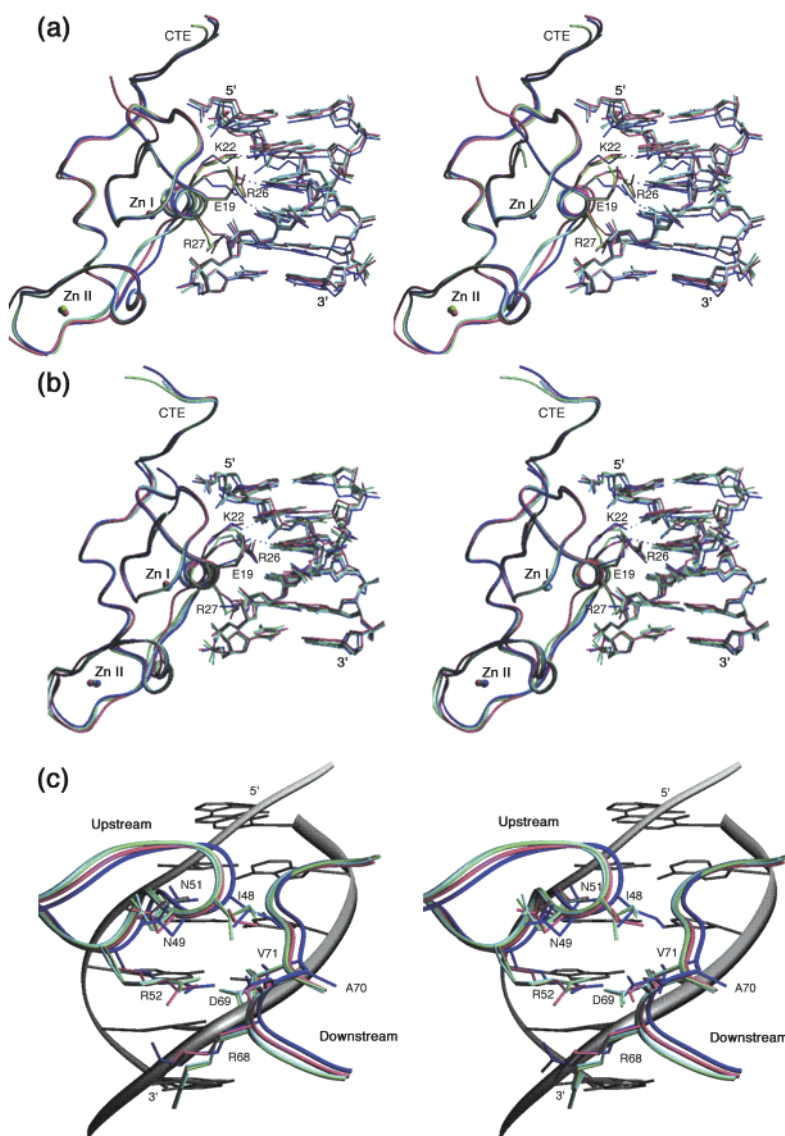 (a)
CTE
5'
K22
Zn I
R26
E19
R27
Zn II
CTE
5'
K22
Zn I
R26
E19
R27
Zn II
3'
(b)
CTE
5'
K22
R26
Zn I
E19
R27
Zn II
3'
CTE
5'
K22
R26
Zn I
E19
R27
Zn II
3'
(c)
5'
Upstream
N51
I48
N49
V71
R52
D69
A70
Downstream
R68
3'
5'
Upstream
N51
I48
N49
V71
R52
D69
A70
Downstream
R68
3'